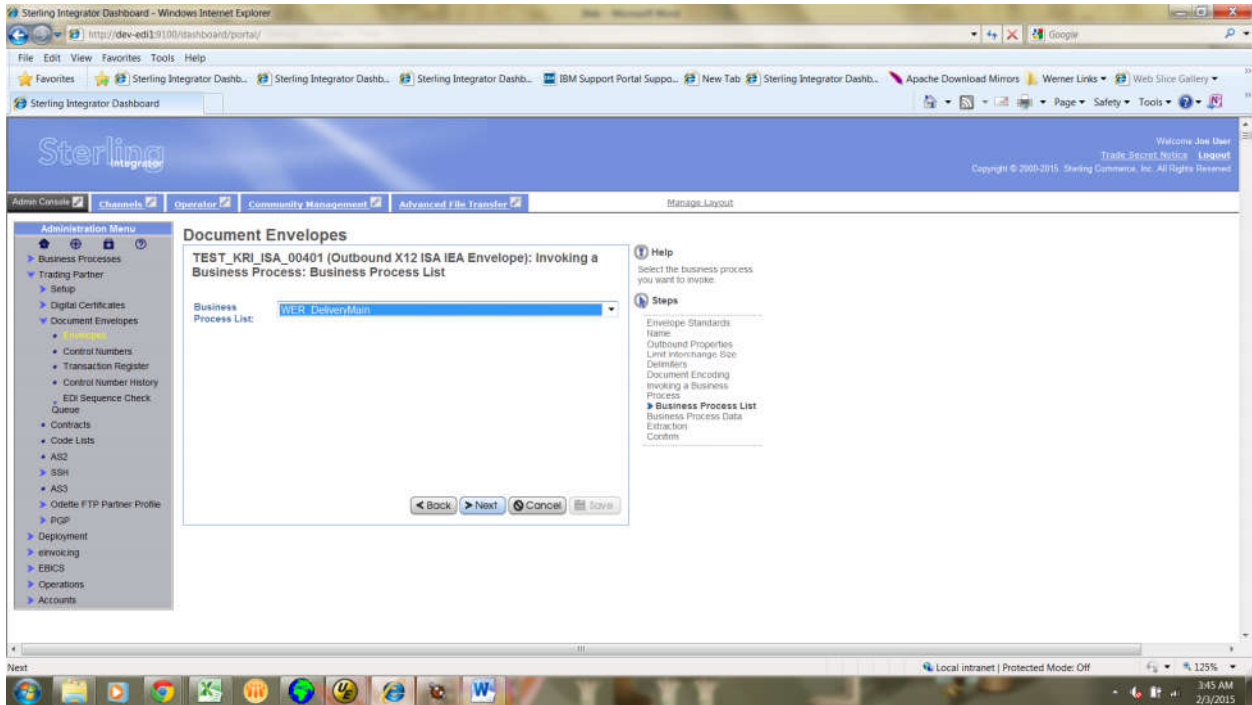 Sterling Integrator Dashboard - Windows Internet Explorer
http://dev-edi1:9100/dashboard/portal/
Google
File Edit View Favorites Tools Help
Favorites Sterling Integrator Dashb... Sterling Integrator Dashb... Sterling Integrator Dashb... IBM Support Portal Suppo... New Tab Sterling Integrator Dashb... Apache Download Mirrors Werner Links Web Slice Gallery
Sterling Integrator Dashboard
Page Safety Tools
Sterling Integrator
Welcome Jon User
Trade Secret Notice Logout
Copyright © 2000-2015. Sterling Commerce, Inc. All Rights Reserved
Admin Console Channels Operator Community Management Advanced File Transfer Manage Layout
Administration Menu
Business Processes
Trading Partner
Setup
Digital Certificates
Document Envelopes
Envelopes
Control Numbers
Transaction Register
Control Number History
EDI Sequence Check
Queue
Contracts
Code Lists
AS2
SSH
AS3
Odette FTP Partner Profile
PGP
Deployment
eInvoicing
EBICS
Operations
Accounts
Document Envelopes
TEST_KRI_ISA_00401 (Outbound X12 ISA IEA Envelope): Invoking a
Business Process: Business Process List
Business
Process List:
WER_DeliveryMain
Back Next Cancel Save
Help
Select the business process
you want to invoke.
Steps
Envelope Standards
Name
Outbound Properties
Limit Interchange Size
Delimiters
Document Encoding
Invoking a Business
Process
Business Process List
Business Process Data
Extraction
Confirm
Next
Local intranet | Protected Mode: Off
125%
3:45 AM
2/3/2015